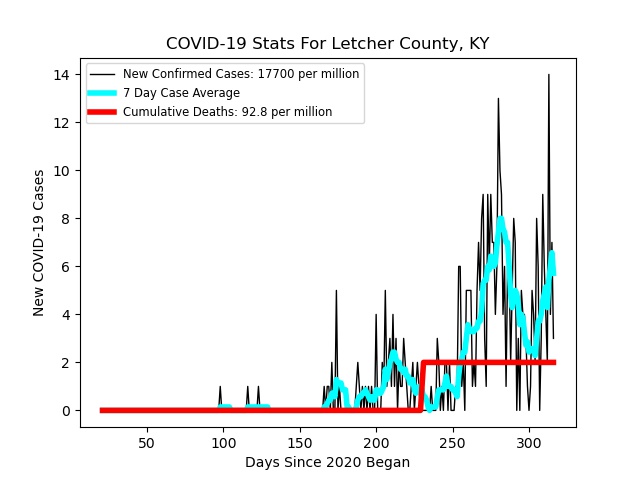 COVID-19 Stats For Letcher County, KY
New Confirmed Cases: 17700 per million
7 Day Case Average
Cumulative Deaths: 92.8 per million
New COVID-19 Cases
14
12
10
8
6
4
2
0
50 100 150 200 250 300
Days Since 2020 Began